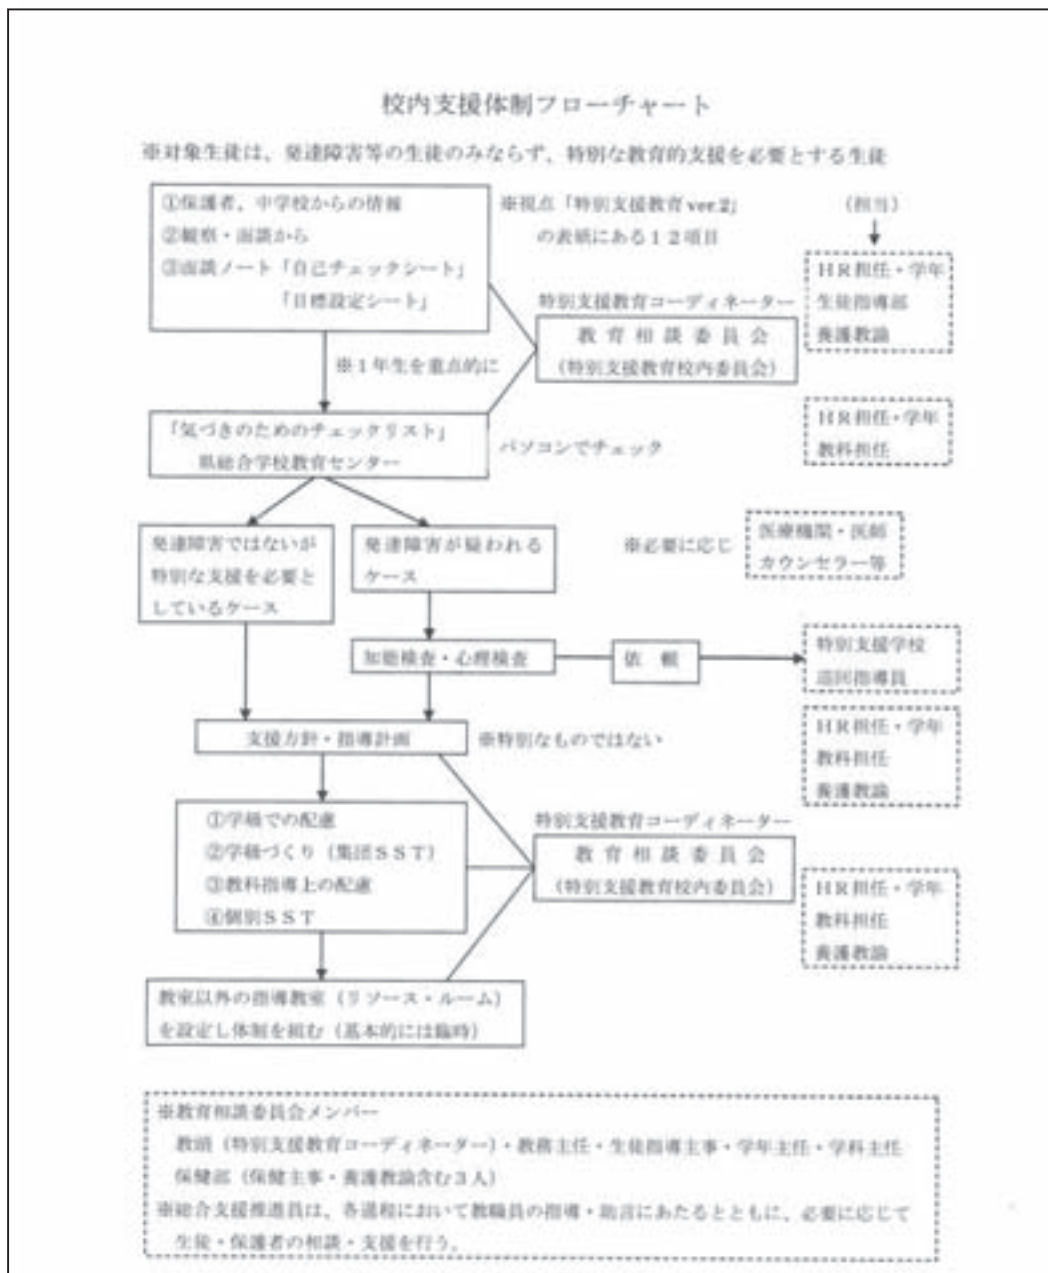 校内支援体制フローチャート
※対象生徒は、発達障害等の生徒のみならず、特別な教育的支援を必要とする生徒
①保護者、中学校からの情報
②観察・面談から
③面談ノート「自己チェックシート」
「目標設定シート」
※視点「特別支援教育 ver.2」
の表紙にある12項目
(担当)
HR担任・学年
生徒指導部
養護教諭
特別支援教育コーディネーター
教育相談委員会
(特別支援教育校内委員会)
※1年生を重点的に
「気づきのためのチェックリスト」
県総合学校教育センター
パソコンでチェック
HR担任・学年
教科担任
発達障害ではないが
特別な支援を必要と
しているケース
発達障害が疑われる
ケース
※必要に応じ
医療機関・医師
カウンセラー等
知能検査・心理検査
依頼
特別支援学校
巡回指導員
支援方針・指導計画
※特別なものではない
HR担任・学年
教科担任
養護教諭
①学級での配慮
②学級づくり(集団SST)
③教科指導上の配慮
④個別SST
特別支援教育コーディネーター
教育相談委員会
(特別支援教育校内委員会)
HR担任・学年
教科担任
養護教諭
教室以外の指導教室(リソース・ルーム)
を設定し体制を組む(基本的には臨時)
※教育相談委員会メンバー
教頭(特別支援教育コーディネーター)・教務主任・生徒指導主事・学年主任・学科主任
保健部(保健主事・養護教諭含む3人)
※総合支援推進員は、各過程において教職員の指導・助言にあたるとともに、必要に応じて
生徒・保護者の相談・支援を行う。